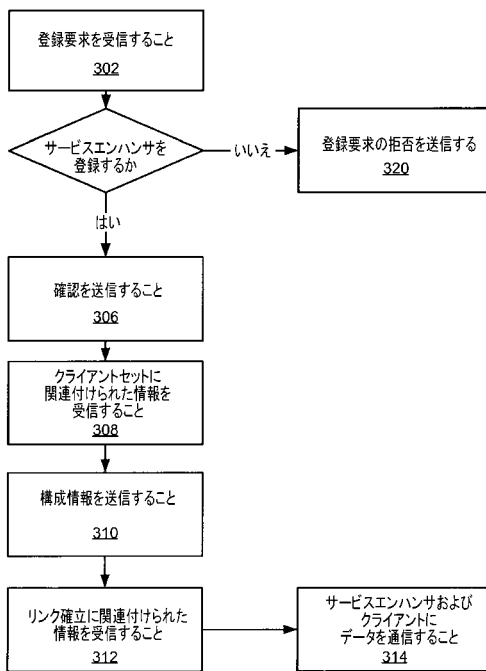 登録要求を受信すること
302
サービスエンハンサを
登録するか
いいえ
登録要求の拒否を送信する
320
はい
確認を送信すること
306
クライアントセットに
関連付けられた情報を
受信すること
308
構成情報を送信すること
310
リンク確立に関連付けられた
情報を受信すること
312
サービスエンハンサおよび
クライアントに
データを通信すること
314